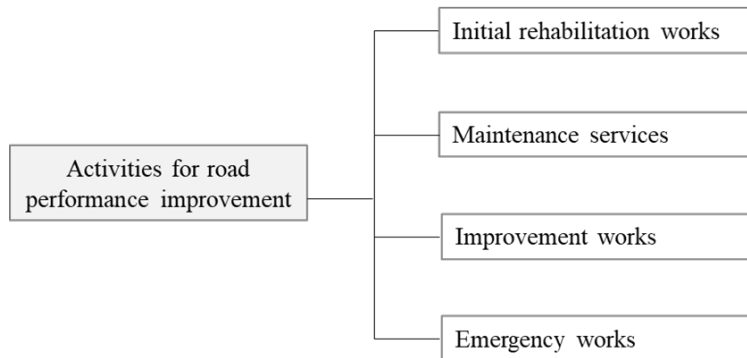 Initial rehabilitation works
Maintenance services
Activities for road
performance improvement
Improvement works
Emergency works